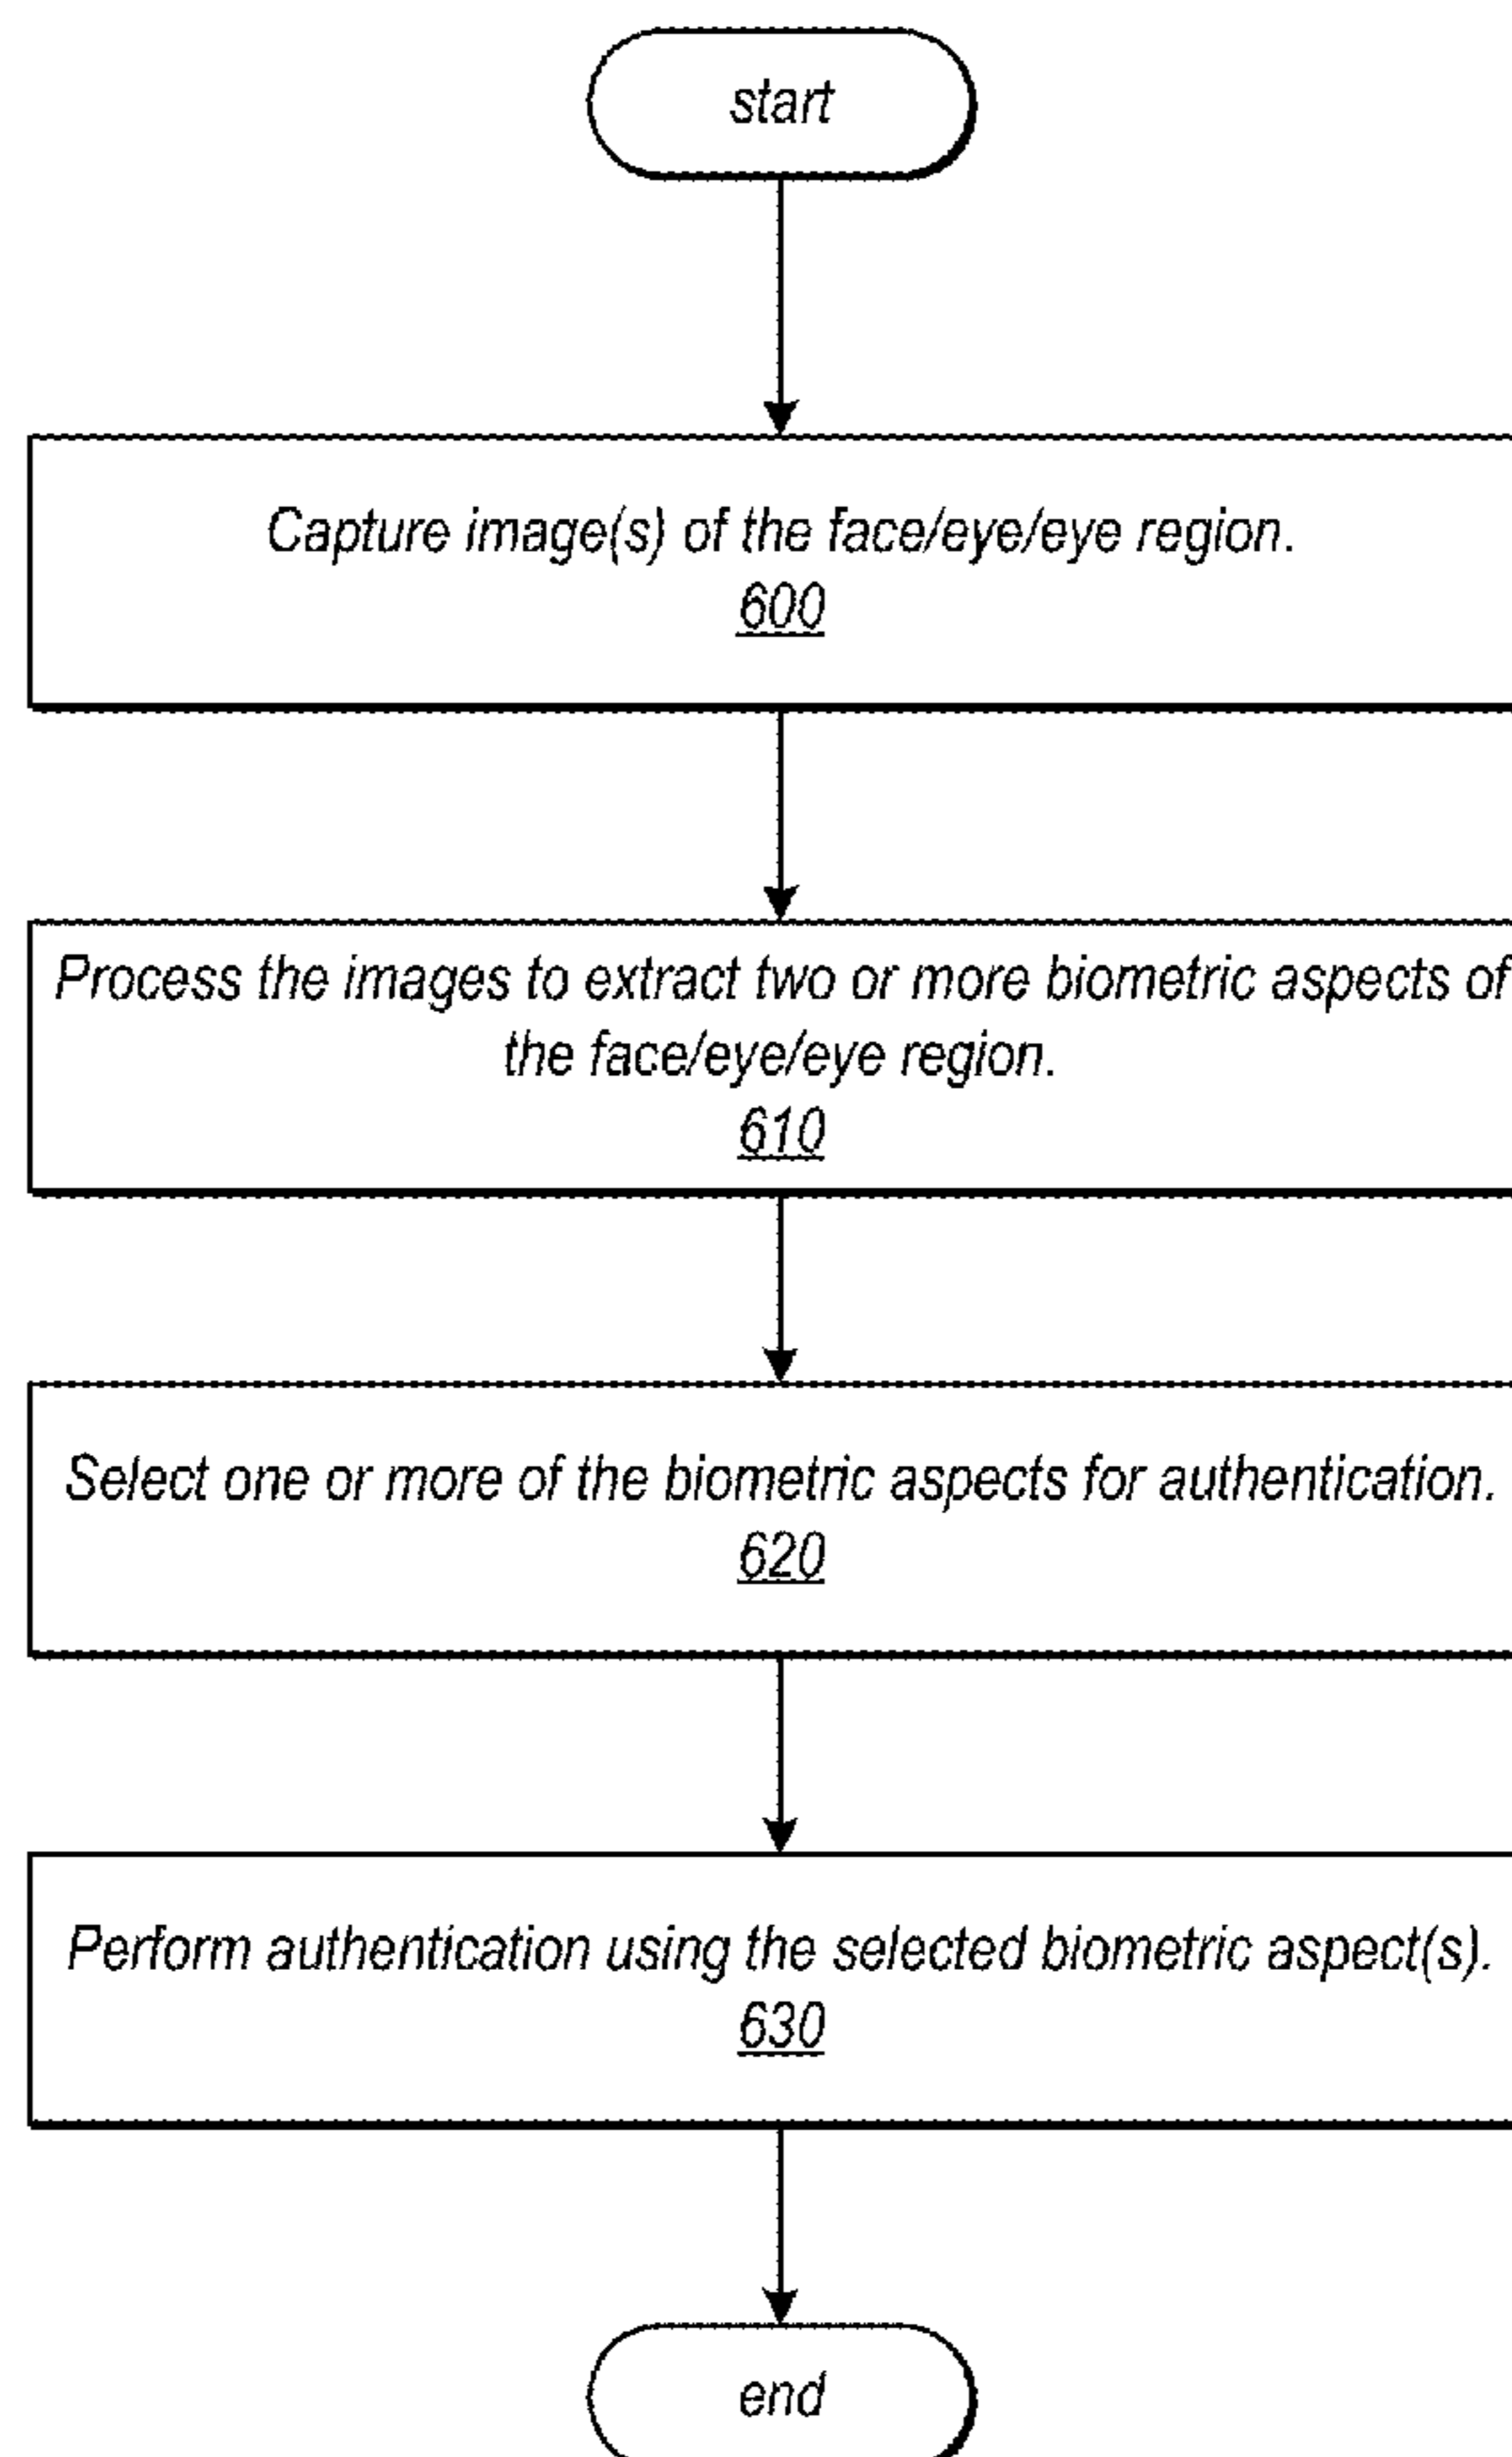 start
Capture image(s) of the face/eye/eye region.
600
Process the images to extract two or more biometric aspects of
the face/eye/eye region.
610
Select one or more of the biometric aspects for authentication.
620
Perform authentication using the selected biometric aspect(s).
630
end